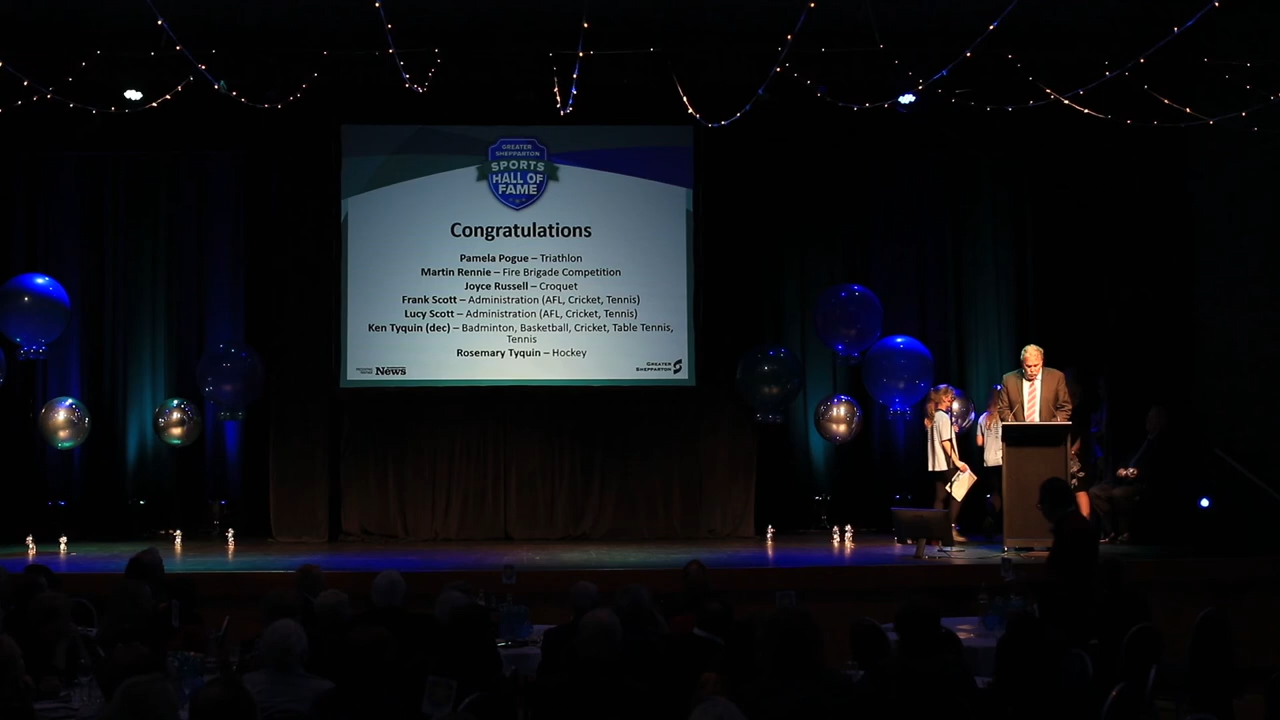 GREATER
SHEPPARTON
SPORTS
HALL OF
FAME
Congratulations
Pamela Pogue – Triathlon
Martin Rennie – Fire Brigade Competition
Joyce Russell – Croquet
Frank Scott – Administration (AFL, Cricket, Tennis)
Lucy Scott – Administration (AFL, Cricket, Tennis)
Ken Tyquin (dec) – Badminton, Basketball, Cricket, Table Tennis,
Tennis
Rosemary Tyquin – Hockey
News
GREATER
SHEPPARTON